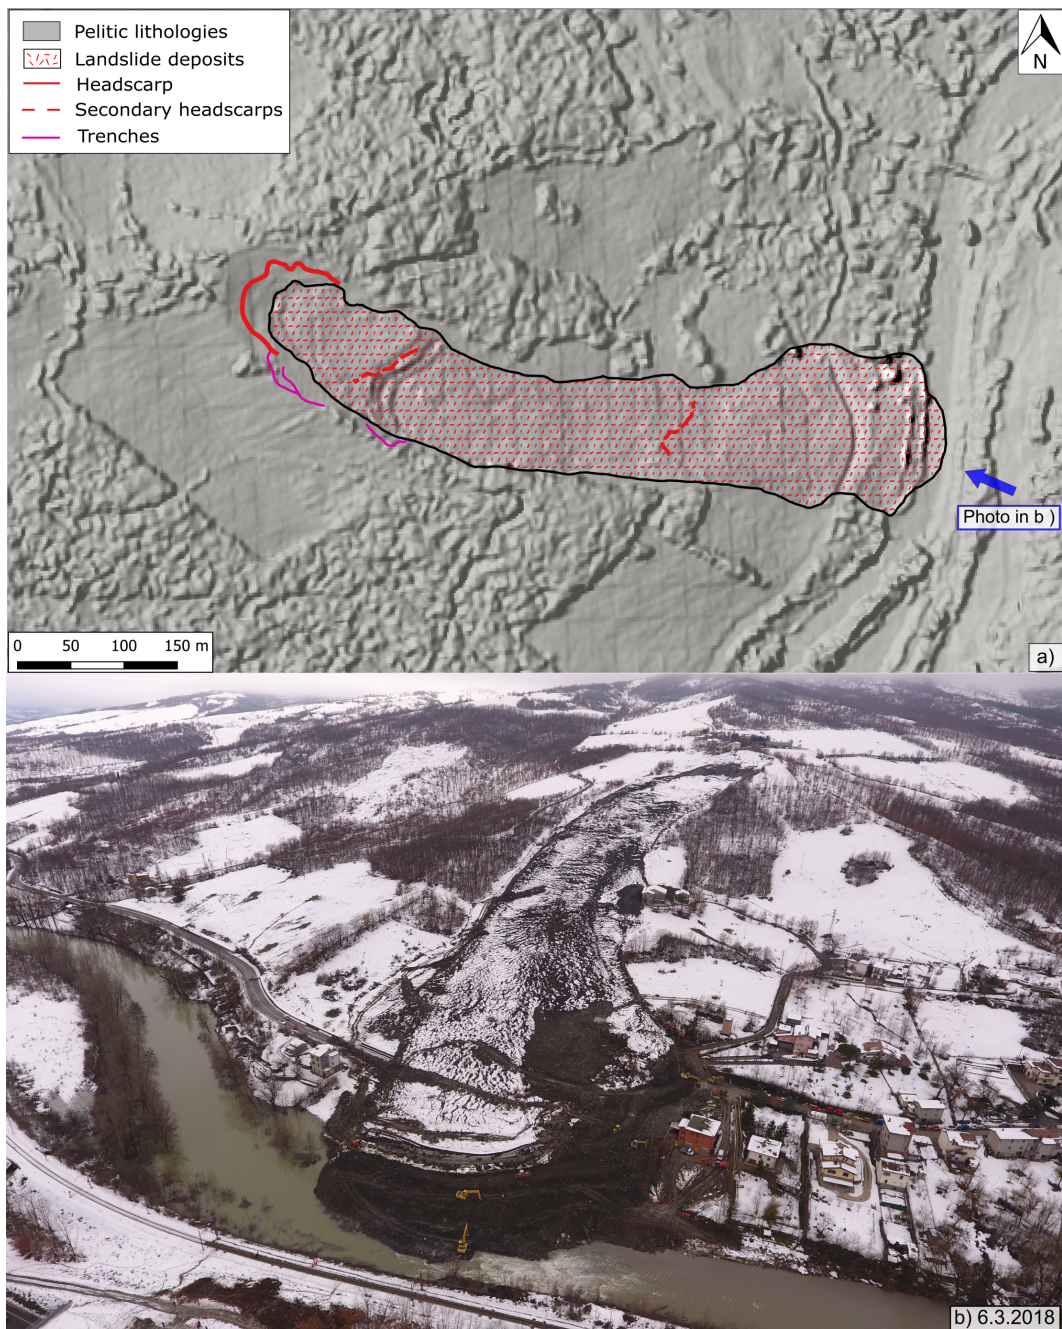 Pelitic lithologies
Landslide deposits
Headscarp
Secondary headscarps
Trenches
N
Photo in b )
0 50 100 150 m
a)
b) 6.3.2018